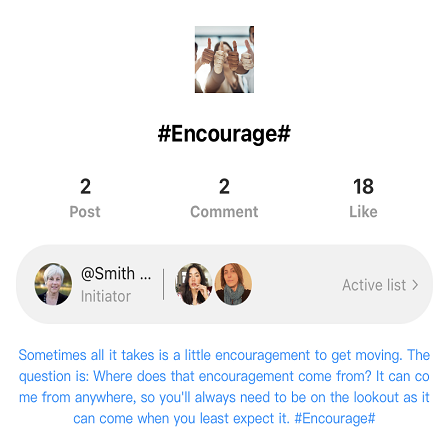 #Encourage#
2 2 18
Post Comment Like
@Smith ...
Initiator
Active list >
Sometimes all it takes is a little encouragement to get moving. The
question is: Where does that encouragement come from? It can co
me from anywhere, so you'll always need to be on the lookout as it
can come when you least expect it. #Encourage#